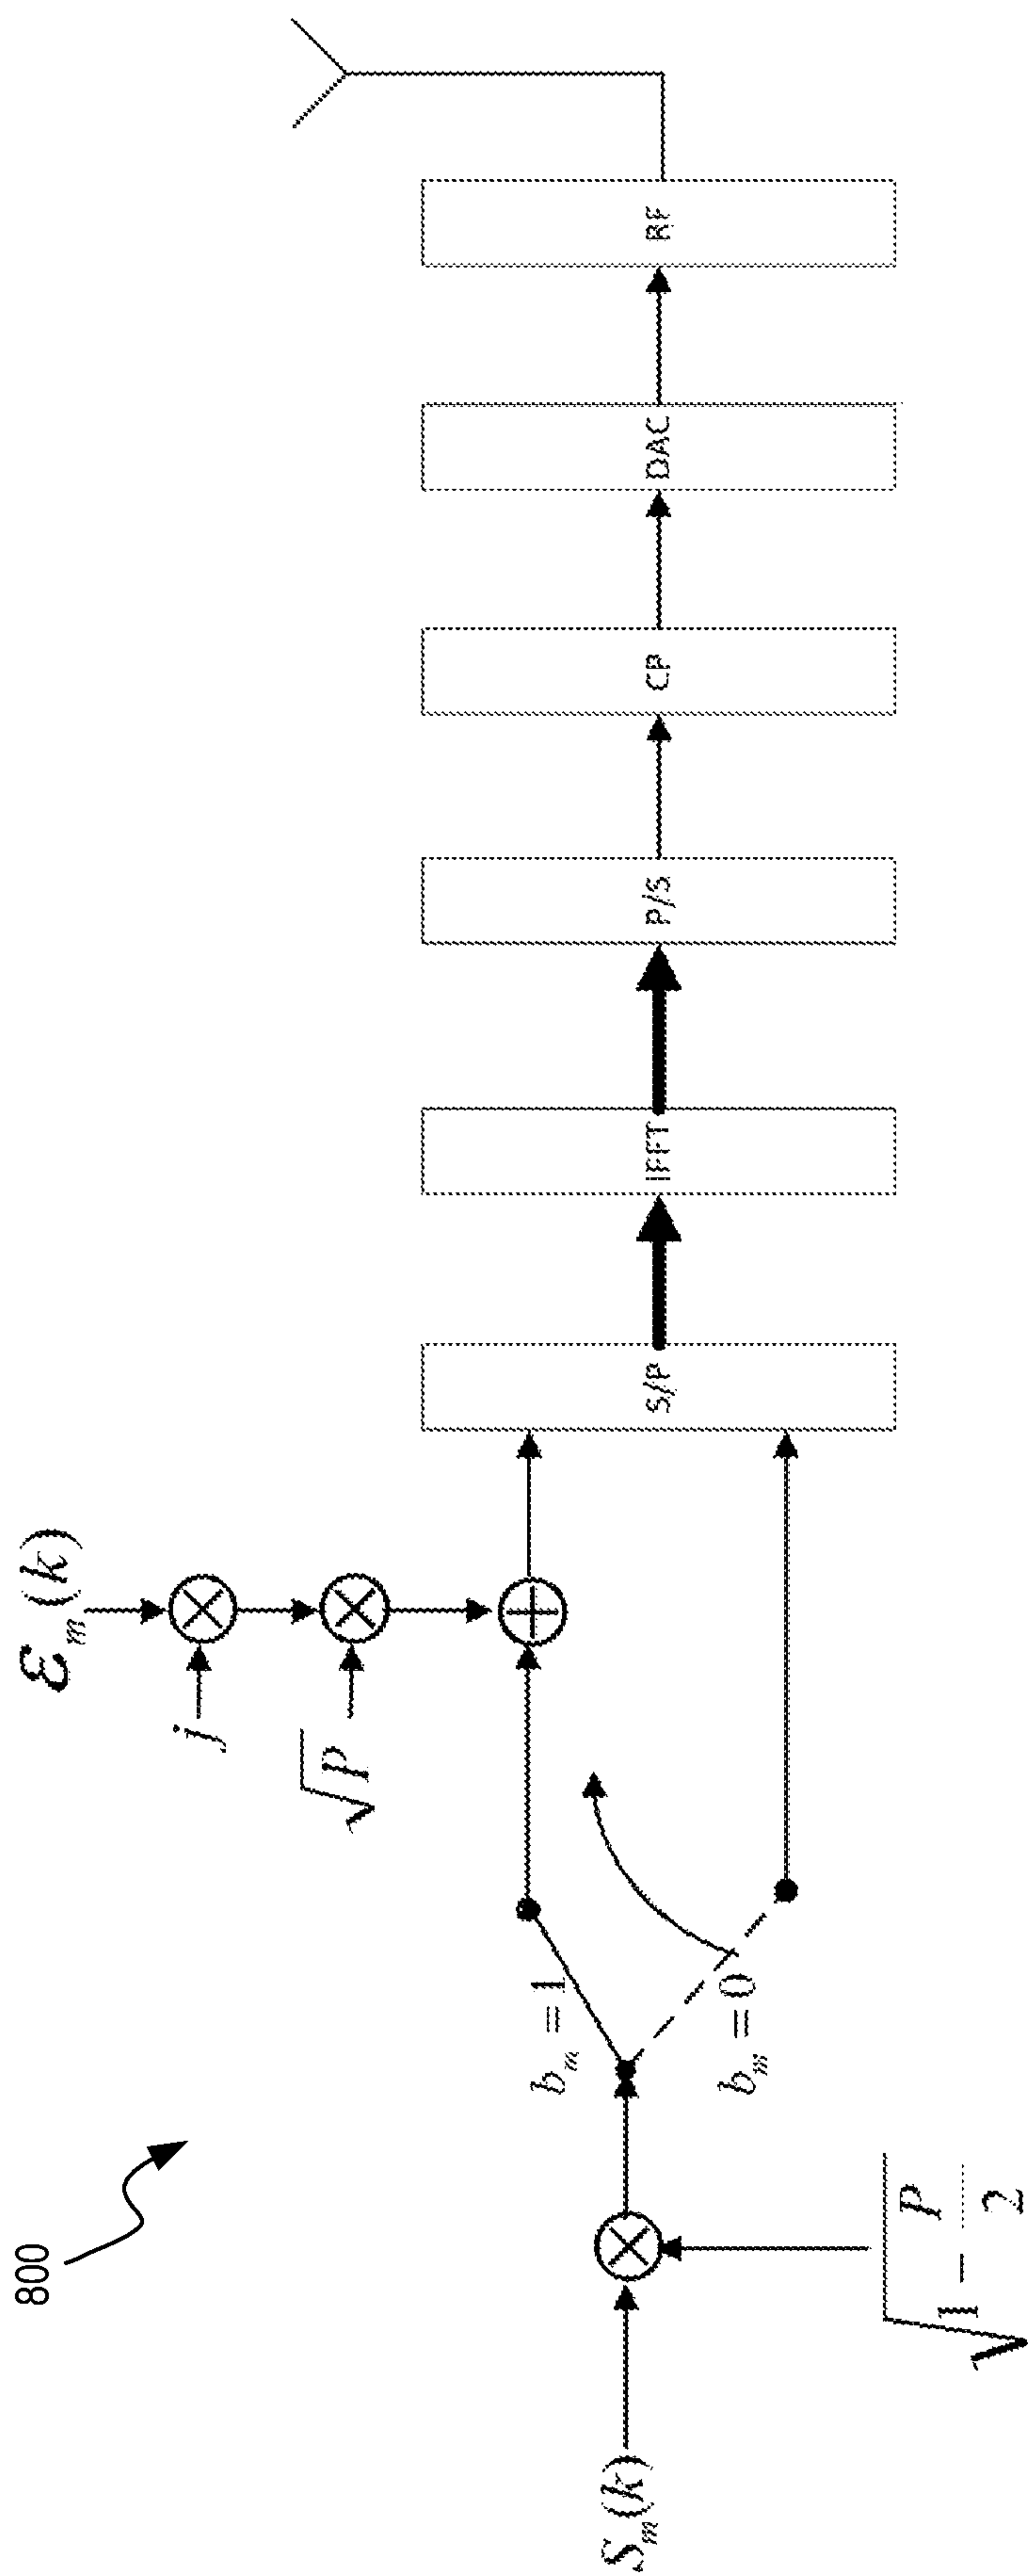 800
S_m(k)
√(1 − P/2)
b_m = 1
b_m = 0
ε_m(k)
j
√P
S/P
IFFT
P/S
CP
DAC
RF